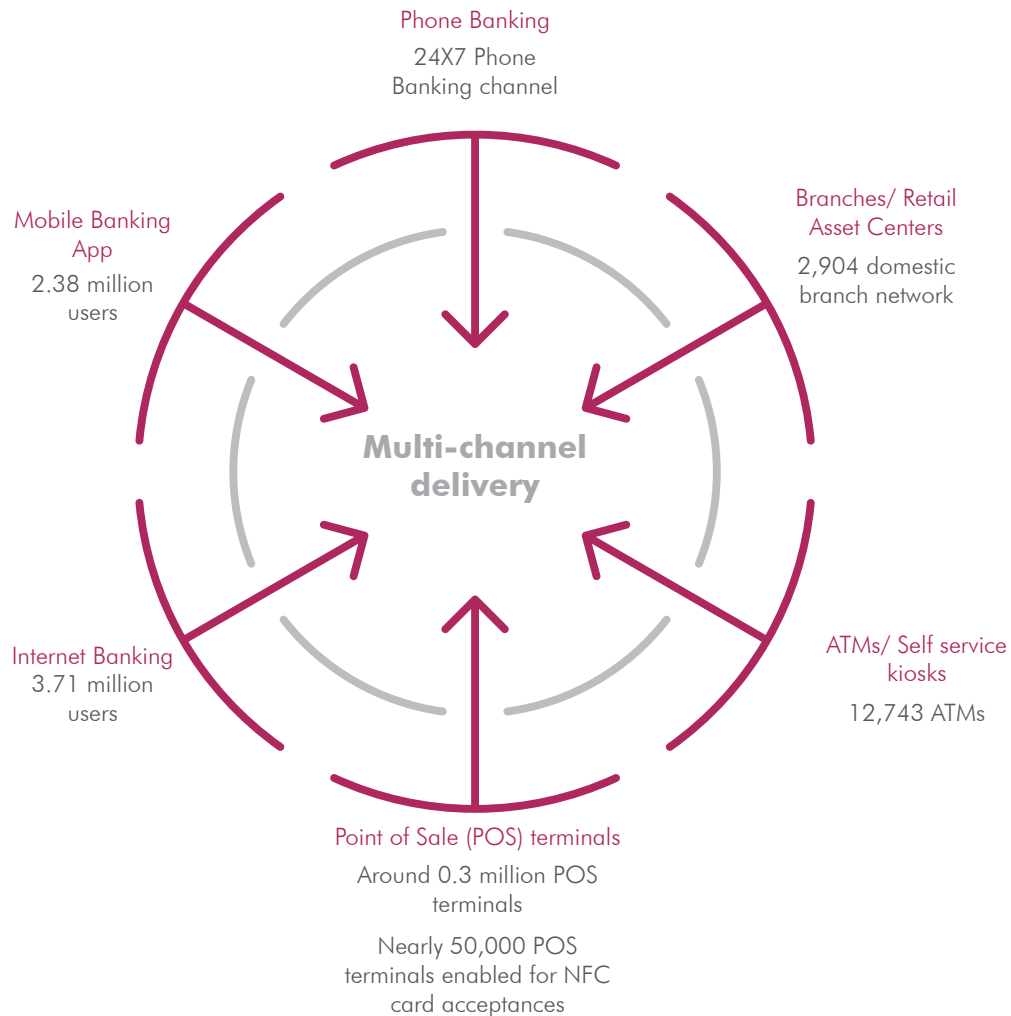 Phone Banking
24X7 Phone
Banking channel
Mobile Banking
App
2.38 million
users
Branches/ Retail
Asset Centers
2,904 domestic
branch network
Multi-channel
delivery
Internet Banking
3.71 million
users
ATMs/ Self service
kiosks
12,743 ATMs
Point of Sale (POS) terminals
Around 0.3 million POS
terminals
Nearly 50,000 POS
terminals enabled for NFC
card acceptances